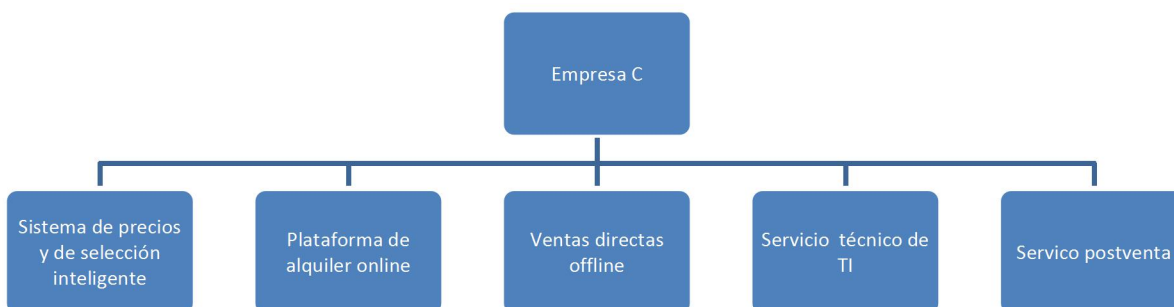 Empresa C
Sistema de precios
y de selección
inteligente
Plataforma de
alquiler online
Ventas directas
offline
Servicio técnico de
TI
Servico postventa